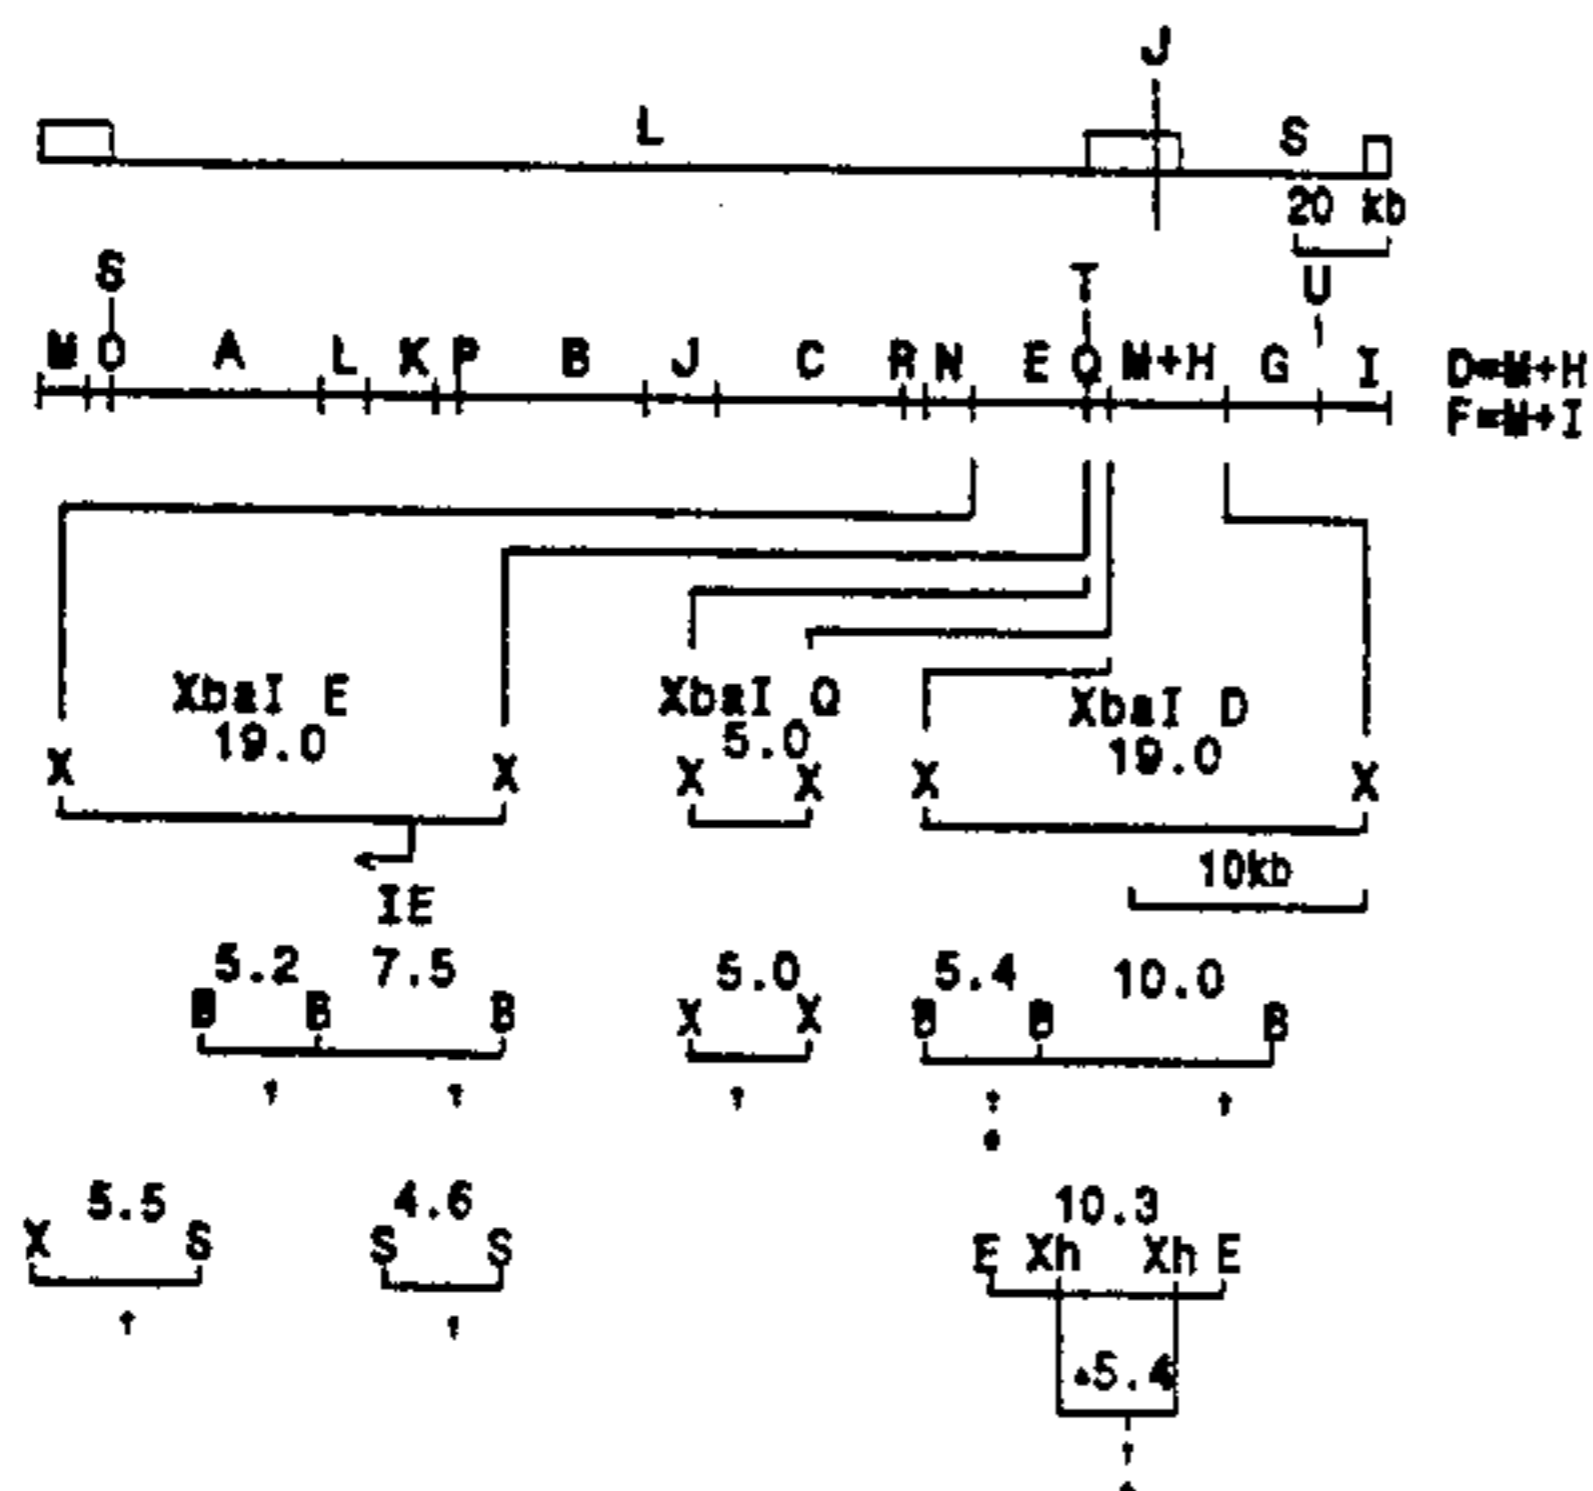 J
L
S
20 kb
S
T
U
M O A L K P B J C R N E Q M+H G I D=M+H
F=M+I
XbaI E
19.0
XbaI Q
5.0
XbaI D
19.0
X X X X X X
10kb
IE
5.2 7.5 5.0 5.4 10.0
B B B X X B B B
5.5 4.6 10.3
X S S S E Xh Xh E
5.4